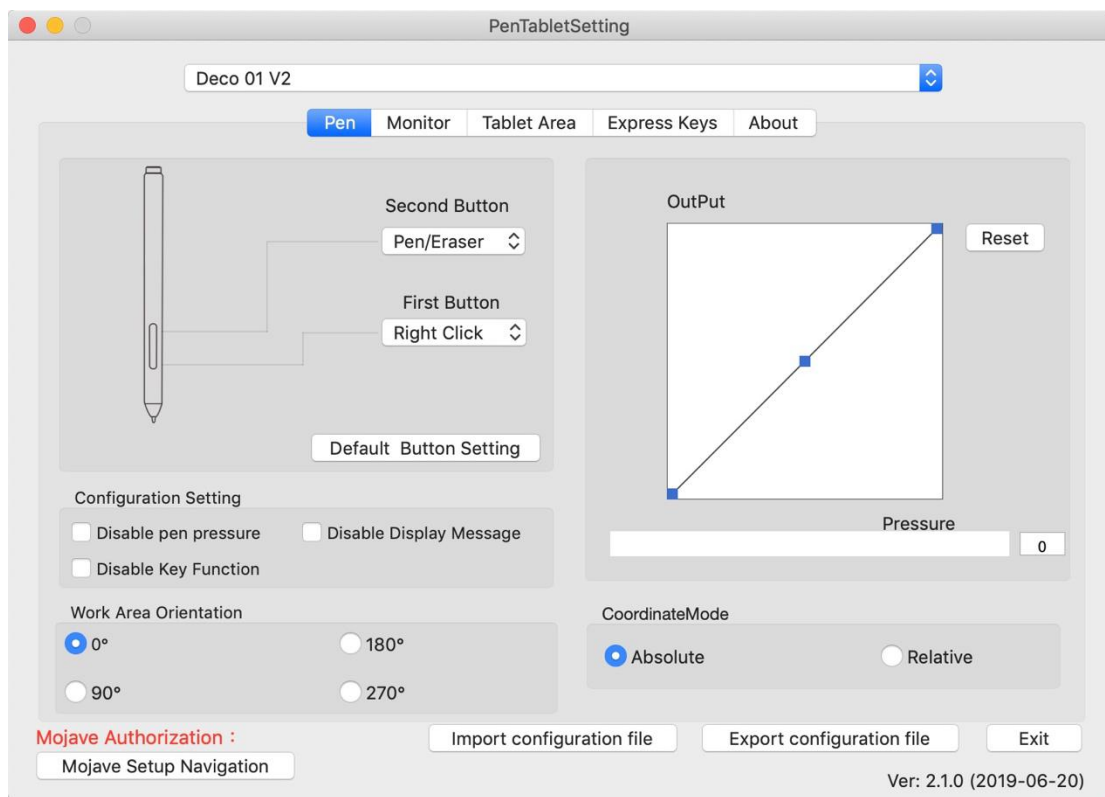 PenTabletSetting
Deco 01 V2
Pen Monitor Tablet Area Express Keys About
Second Button
Pen/Eraser
First Button
Right Click
Default Button Setting
OutPut
Reset
Pressure
0
Configuration Setting
Disable pen pressure Disable Display Message
Disable Key Function
Work Area Orientation
0° 180°
90° 270°
CoordinateMode
Absolute Relative
Mojave Authorization :
Mojave Setup Navigation
Import configuration file Export configuration file Exit
Ver: 2.1.0 (2019-06-20)